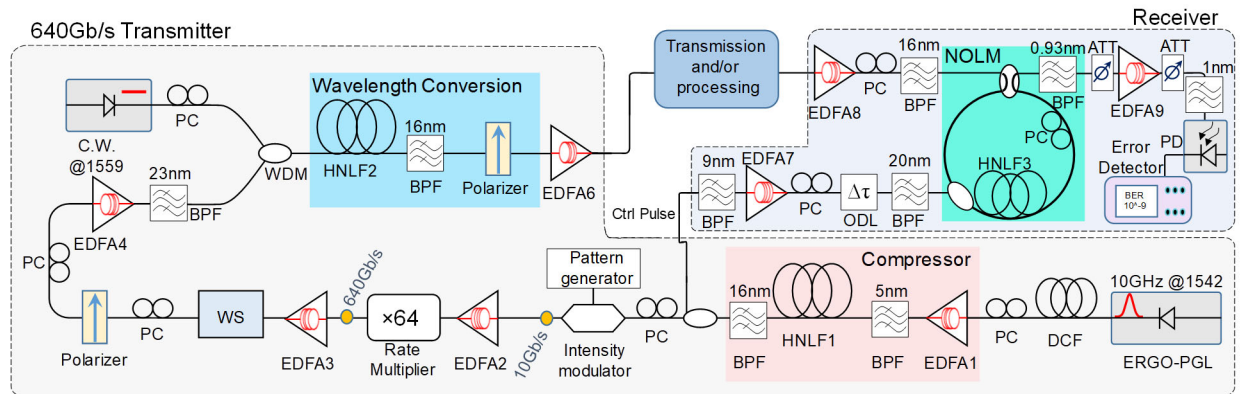 640Gb/s Transmitter
Receiver
Wavelength Conversion
Transmission
and/or
processing
NOLM
16nm
0.93nm
ATT
ATT
1nm
PC
C.W.
@1559
23nm
BPF
EDFA4
WDM
HNLF2
16nm
BPF
Polarizer
EDFA6
EDFA8
PC
BPF
BPF
EDFA9
PC
HNLF3
PD
Error
Detector
BER
10^-9
9nm
BPF
EDFA7
PC
Δτ
ODL
20nm
BPF
Ctrl Pulse
PC
Polarizer
PC
WS
EDFA3
640Gb/s
×64
Rate
Multiplier
EDFA2
10Gb/s
Pattern
generator
Intensity
modulator
PC
Compressor
16nm
BPF
HNLF1
5nm
BPF
EDFA1
PC
DCF
10GHz @1542
ERGO-PGL